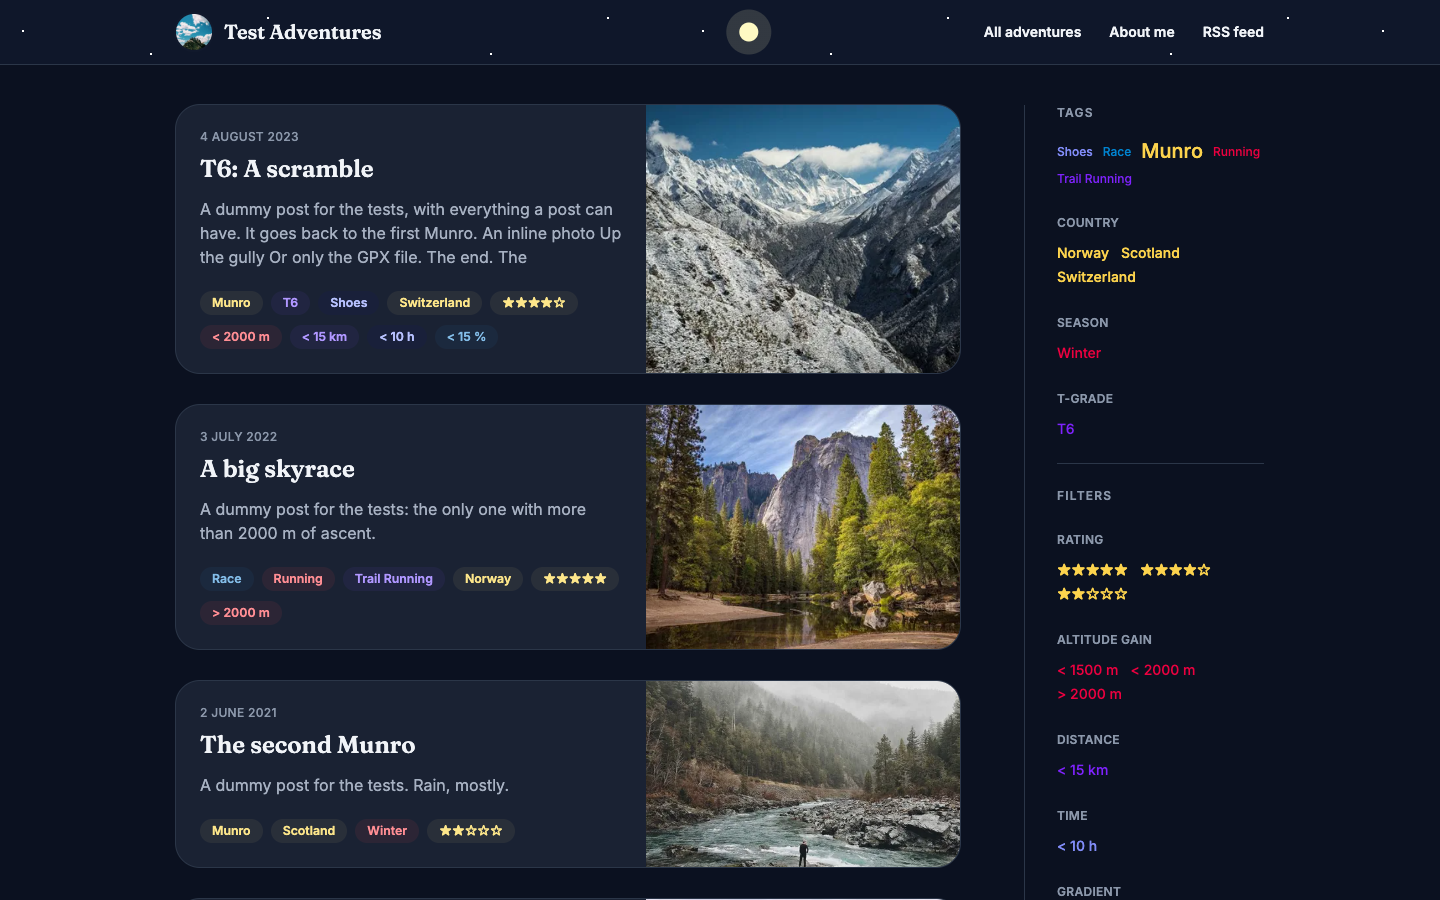 Test Adventures
All adventures About me RSS feed
4 AUGUST 2023
T6: A scramble
A dummy post for the tests, with everything a post can
have. It goes back to the first Munro. An inline photo Up
the gully Or only the GPX file. The end. The
Munro T6 Shoes Switzerland ★★★★☆
< 2000 m < 15 km < 10 h < 15 %
3 JULY 2022
A big skyrace
A dummy post for the tests: the only one with more
than 2000 m of ascent.
Race Running Trail Running Norway ★★★★★
> 2000 m
2 JUNE 2021
The second Munro
A dummy post for the tests. Rain, mostly.
Munro Scotland Winter ★★☆☆☆
TAGS
Shoes Race Munro Running
Trail Running
COUNTRY
Norway Scotland
Switzerland
SEASON
Winter
T-GRADE
T6
FILTERS
RATING
★★★★★ ★★★★☆
★★☆☆☆
ALTITUDE GAIN
< 1500 m < 2000 m
> 2000 m
DISTANCE
< 15 km
TIME
< 10 h
GRADIENT